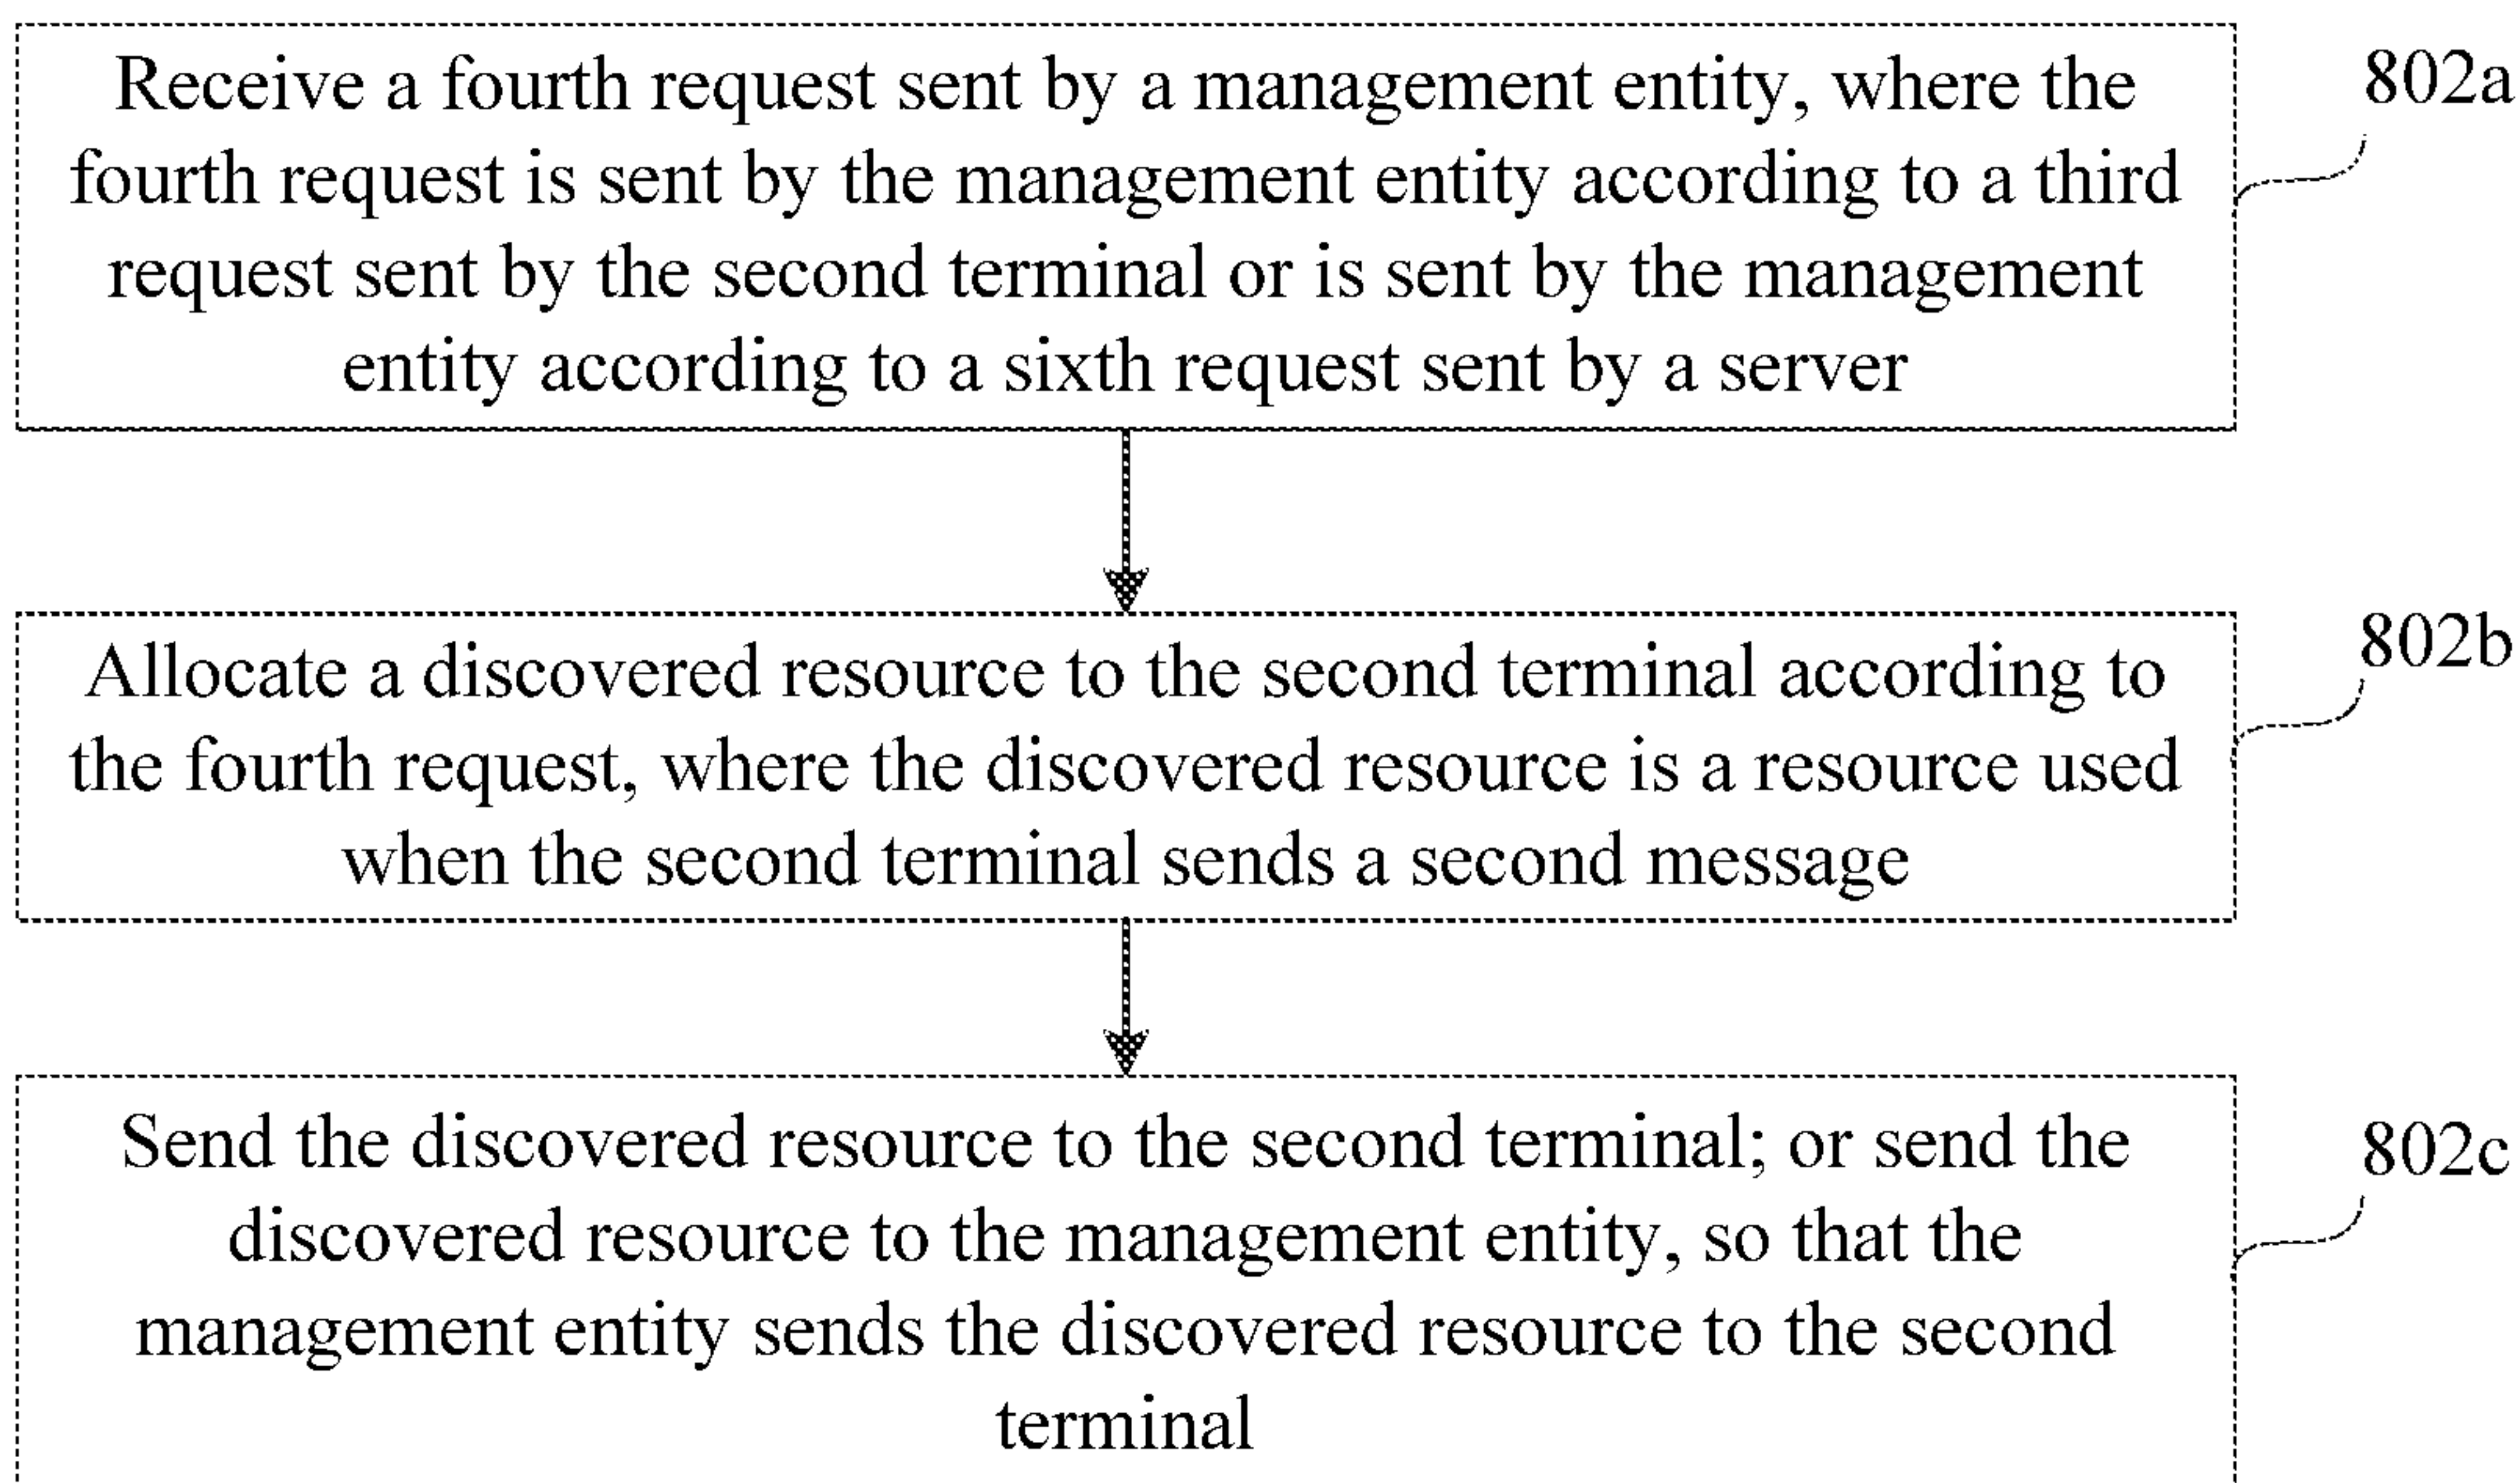 Receive a fourth request sent by a management entity, where the
fourth request is sent by the management entity according to a third
request sent by the second terminal or is sent by the management
entity according to a sixth request sent by a server
802a
Allocate a discovered resource to the second terminal according to
the fourth request, where the discovered resource is a resource used
when the second terminal sends a second message
802b
Send the discovered resource to the second terminal; or send the
discovered resource to the management entity, so that the
management entity sends the discovered resource to the second
terminal
802c